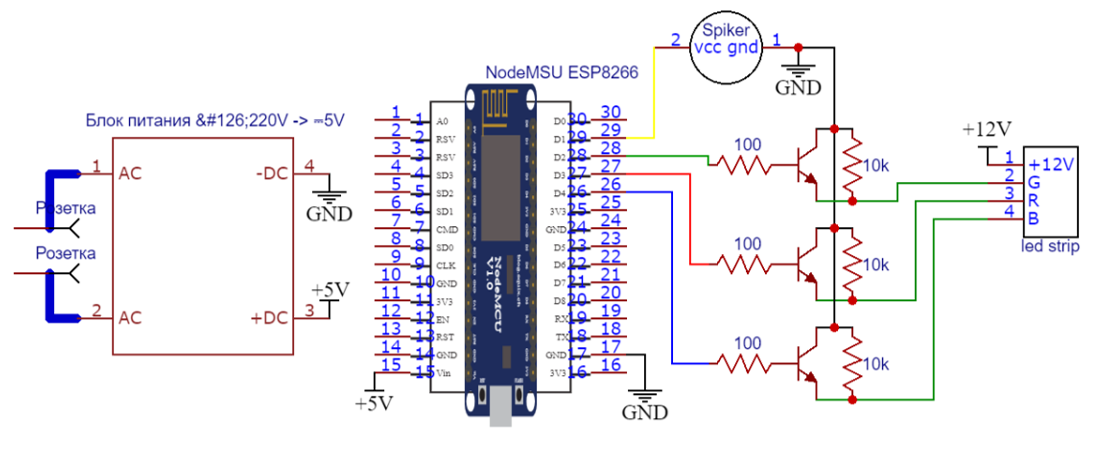 Spiker
2 vcc gnd 1
GND
NodeMSU ESP8266
Блок питания &#126;220V -> ⎓5V
1 AC
-DC 4
GND
Розетка
Розетка
+5V
2 AC
+DC 3
1 1 A0
2 2 RSV
3 3 RSV
4 4 SD3
5 5 SD2
6 6 SD1
7 7 CMD
8 8 SD0
9 9 CLK
10 10 GND
11 11 3V3
12 12 EN
13 13 RST
14 14 GND
15 15 Vin
+5V
NodeMCU
V1.0
D0 30 30
D1 29 29
D2 28 28
D3 27 27
D4 26 26
3V3 25 25
GND 24 24
D5 23 23
D6 22 22
D7 21 21
D8 20 20
RX 19 19
TX 18 18
GND 17 17
3V3 16 16
GND
100
10k
100
10k
100
10k
+12V
1 +12V
2 G
3 R
4 B
led strip